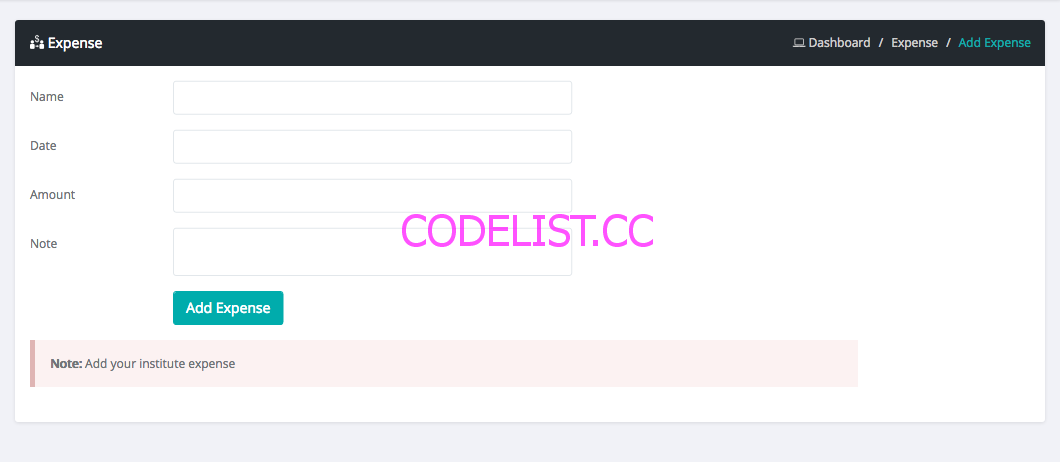 Expense
Dashboard / Expense / Add Expense
Name
Date
Amount
CODELIST.CC
Note
Add Expense
Note: Add your institute expense